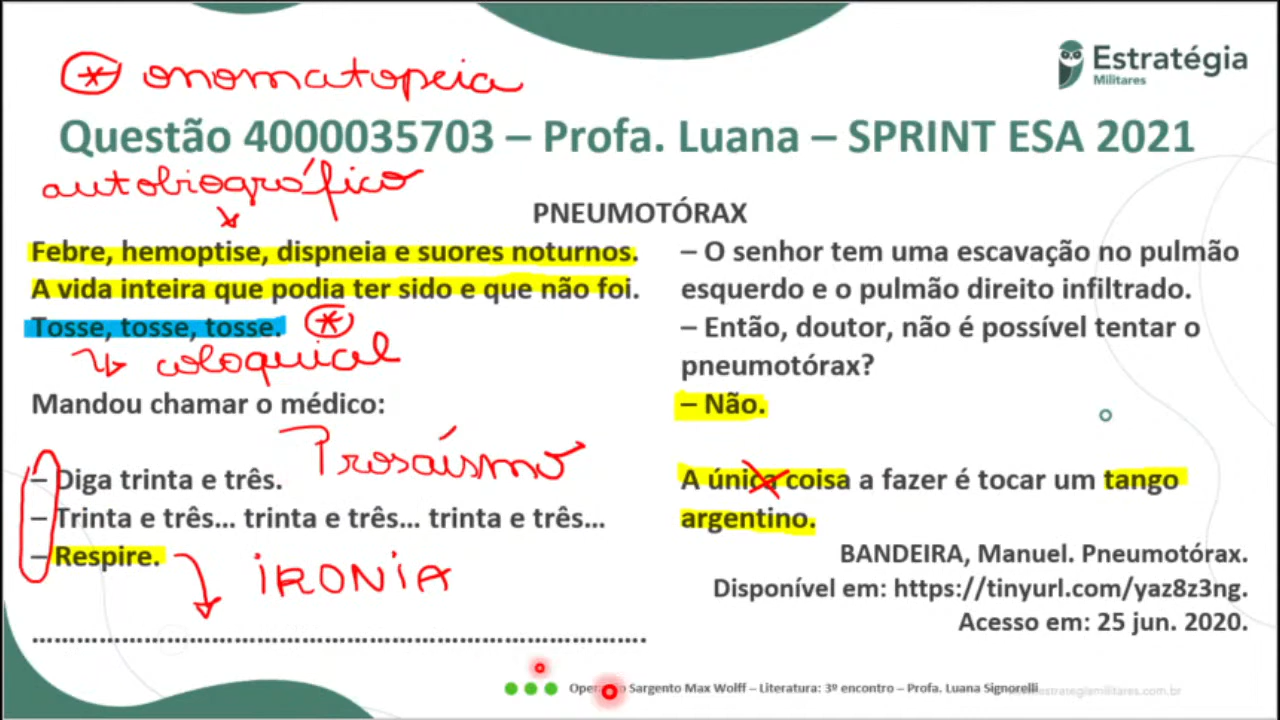 * onomatopeia
Estratégia
Militares
Questão 4000035703 – Profa. Luana – SPRINT ESA 2021
autobiográfico
PNEUMOTÓRAX
Febre, hemoptise, dispneia e suores noturnos.
A vida inteira que podia ter sido e que não foi.
Tosse, tosse, tosse. *
coloquial
Mandou chamar o médico:
Prosaísmo
– Diga trinta e três.
– Trinta e três... trinta e três... trinta e três...
– Respire.
IRONIA
...............................................................................
– O senhor tem uma escavação no pulmão
esquerdo e o pulmão direito infiltrado.
– Então, doutor, não é possível tentar o
pneumotórax?
– Não.
A única coisa a fazer é tocar um tango
argentino.
BANDEIRA, Manuel. Pneumotórax.
Disponível em: https://tinyurl.com/yaz8z3ng.
Acesso em: 25 jun. 2020.
Sargento Max Wolff – Literatura: 3º encontro – Profa. Luana Signorelli
estrategiamilitares.com.br